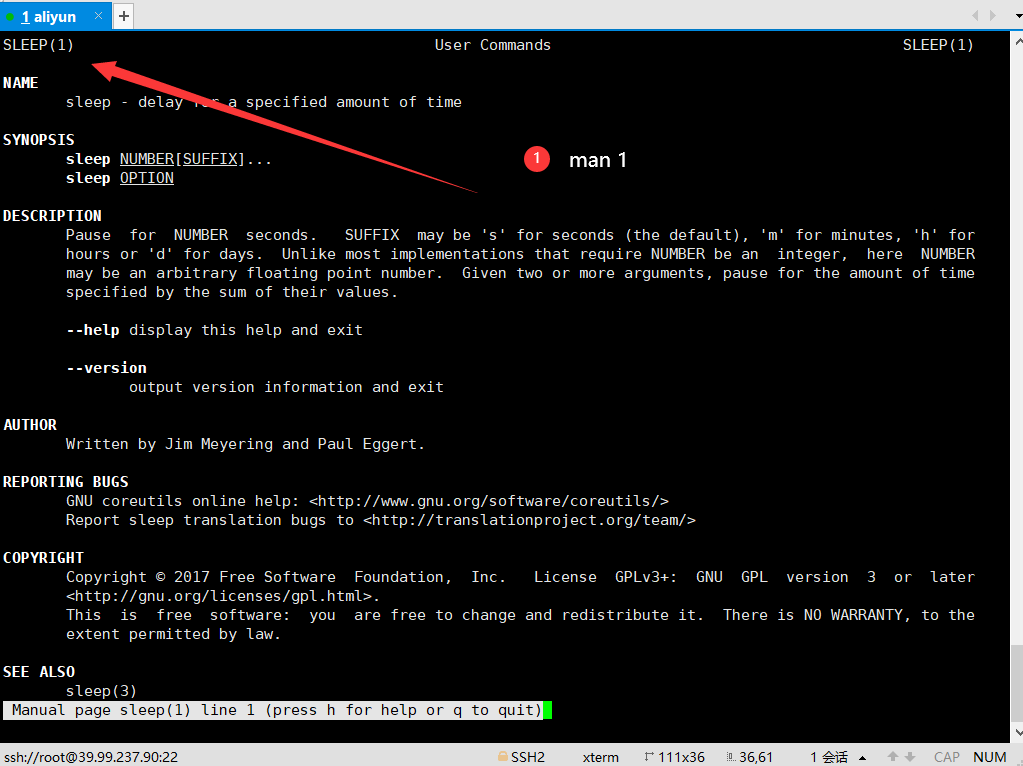 1 aliyun × +
SLEEP(1) User Commands SLEEP(1)
NAME
sleep - delay for a specified amount of time
SYNOPSIS
sleep NUMBER[SUFFIX]...
sleep OPTION
1 man 1
DESCRIPTION
Pause for NUMBER seconds. SUFFIX may be 's' for seconds (the default), 'm' for minutes, 'h' for
hours or 'd' for days. Unlike most implementations that require NUMBER be an integer, here NUMBER
may be an arbitrary floating point number. Given two or more arguments, pause for the amount of time
specified by the sum of their values.
--help display this help and exit
--version
output version information and exit
AUTHOR
Written by Jim Meyering and Paul Eggert.
REPORTING BUGS
GNU coreutils online help: <http://www.gnu.org/software/coreutils/>
Report sleep translation bugs to <http://translationproject.org/team/>
COPYRIGHT
Copyright © 2017 Free Software Foundation, Inc. License GPLv3+: GNU GPL version 3 or later
<http://gnu.org/licenses/gpl.html>.
This is free software: you are free to change and redistribute it. There is NO WARRANTY, to the
extent permitted by law.
SEE ALSO
sleep(3)
Manual page sleep(1) line 1 (press h for help or q to quit)
ssh://root@39.99.237.90:22 SSH2 xterm 111x36 36,61 1 会话 CAP NUM